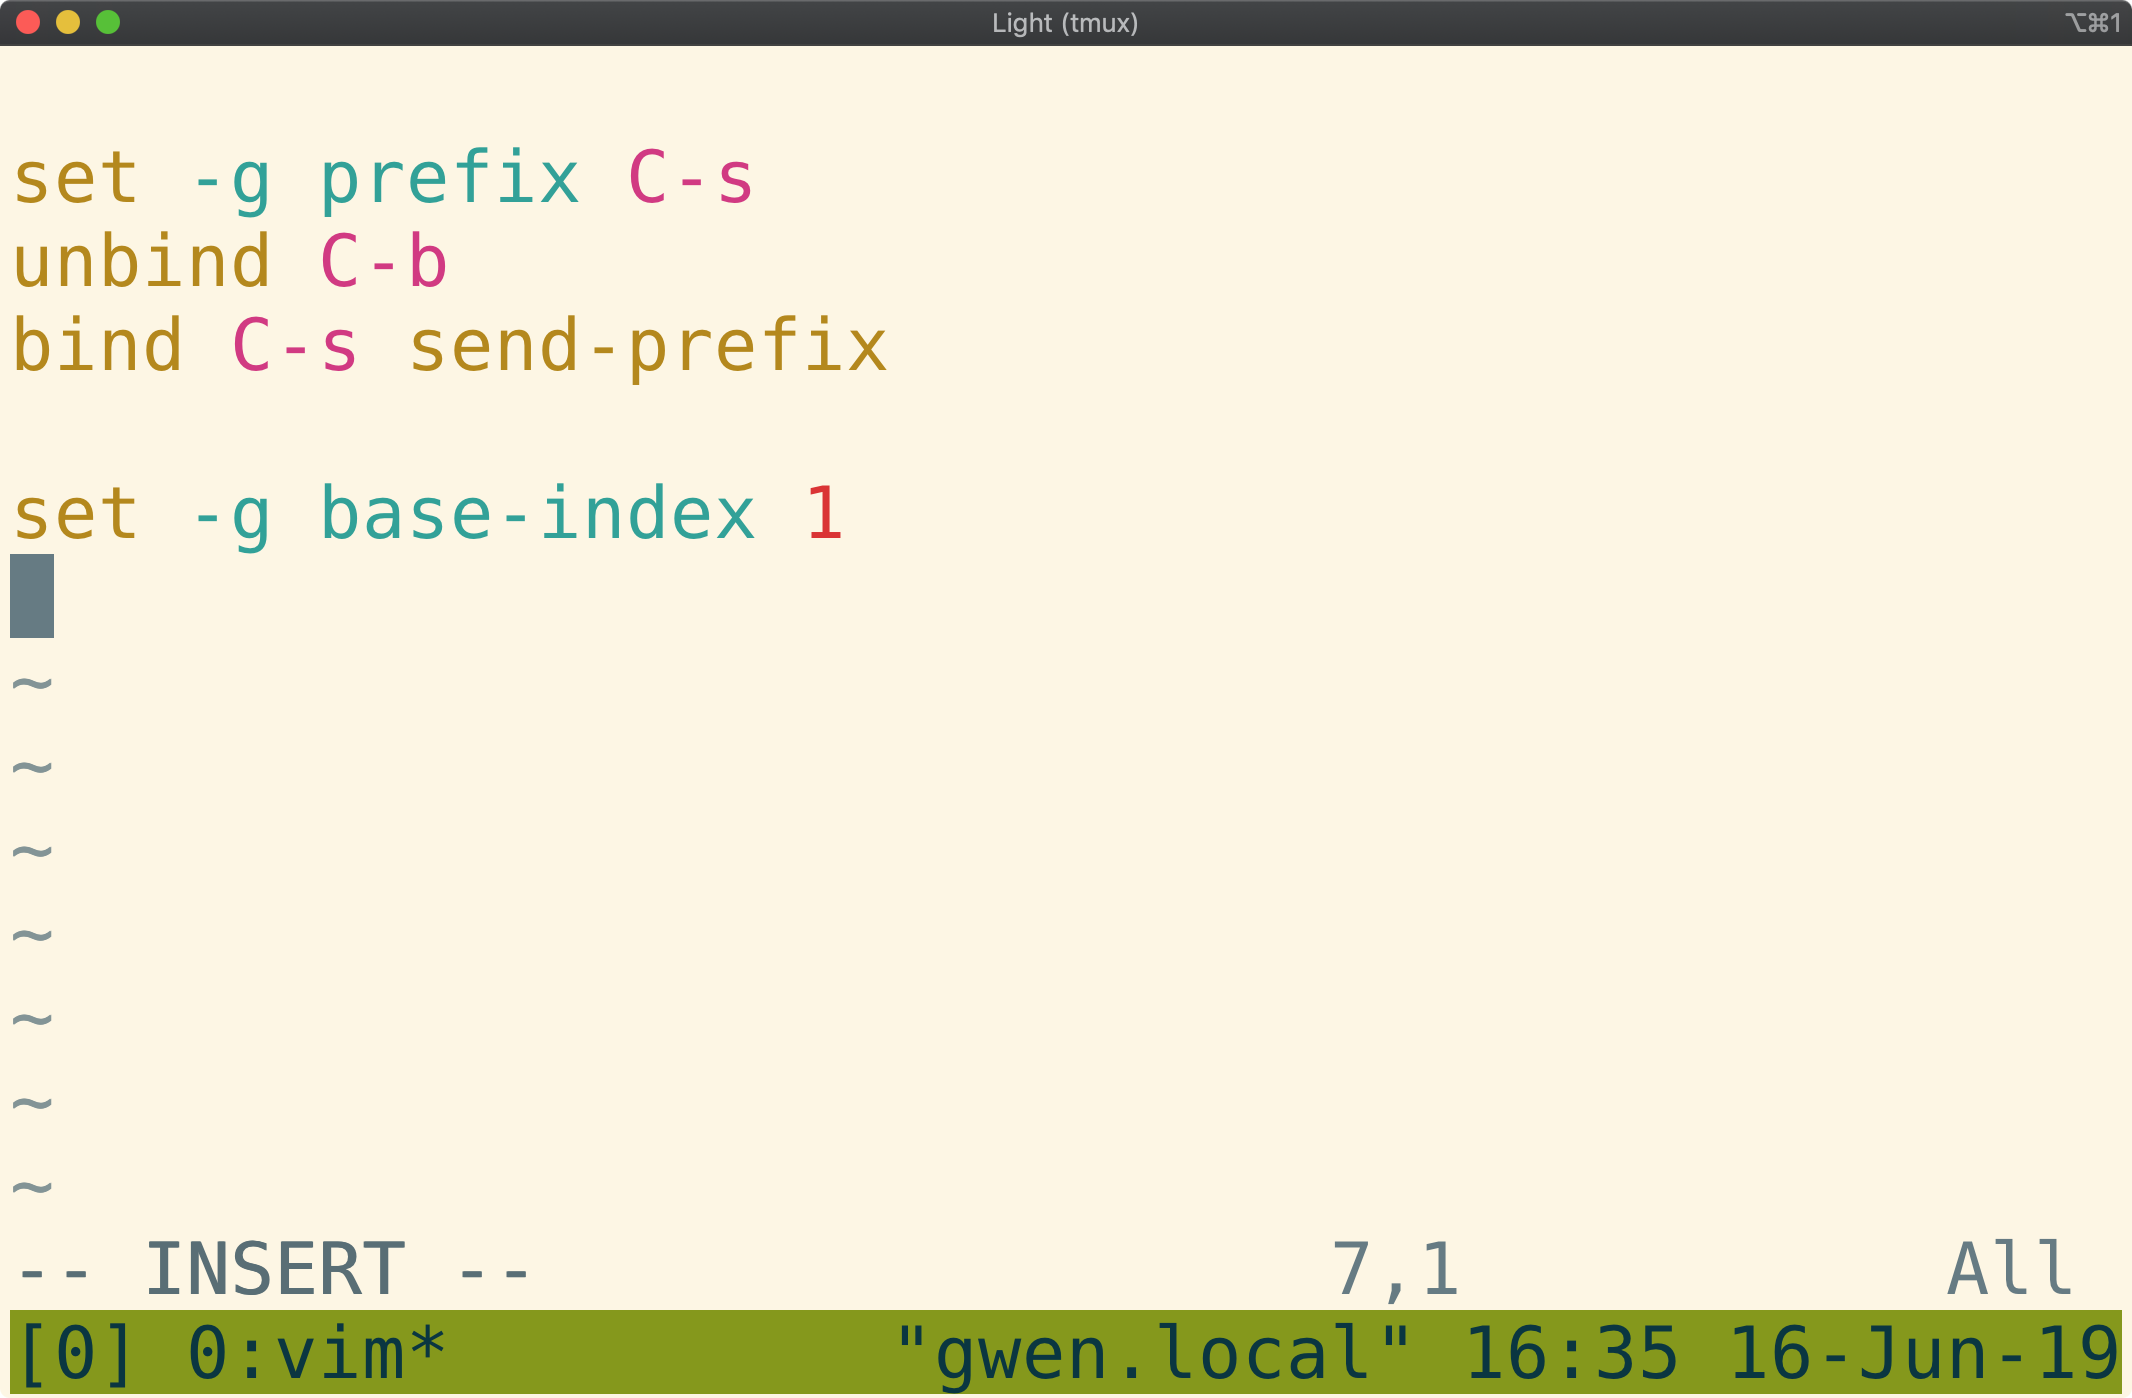 Light (tmux) ⌥⌘1
set -g prefix C-s
unbind C-b
bind C-s send-prefix
set -g base-index 1
~
~
~
~
~
~
~
-- INSERT -- 7,1 All
[0] 0:vim* "gwen.local" 16:35 16-Jun-19